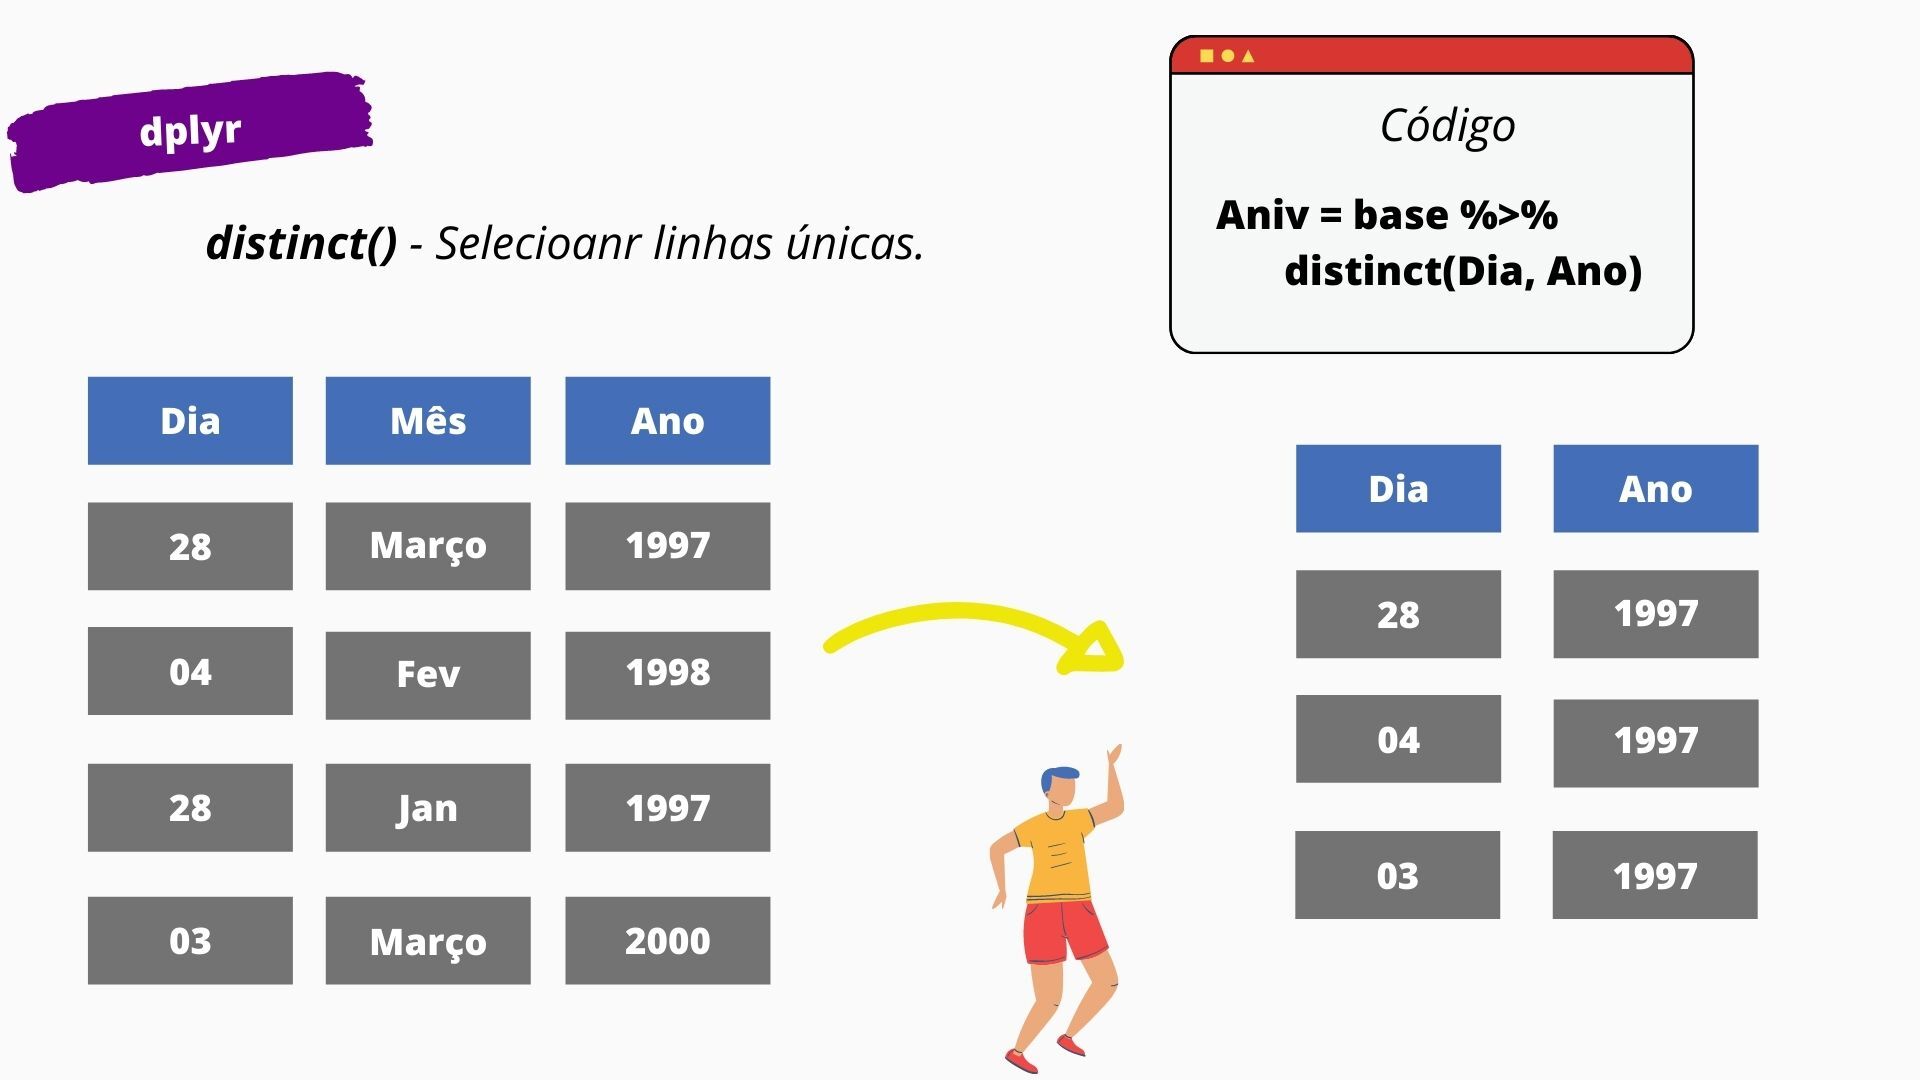 dplyr
distinct() - Selecioanr linhas únicas.
Código
Aniv = base %>%
distinct(Dia, Ano)
Dia Mês Ano
28 Março 1997
04 Fev 1998
28 Jan 1997
03 Março 2000
Dia Ano
28 1997
04 1997
03 1997